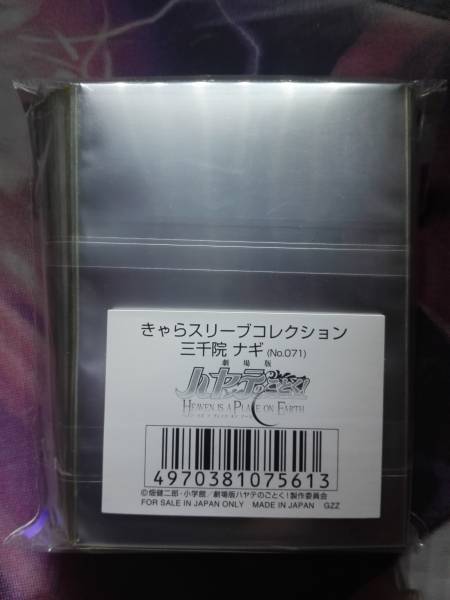 きゃらスリーブコレクション
三千院 ナギ (No.071)
劇場版
ハヤテのごとく!
HEAVEN IS A PLACE ON EARTH
4970381075613
©畑健二郎・小学館/劇場版ハヤテのごとく!製作委員会
FOR SALE IN JAPAN ONLY MADE IN JAPAN GZZ